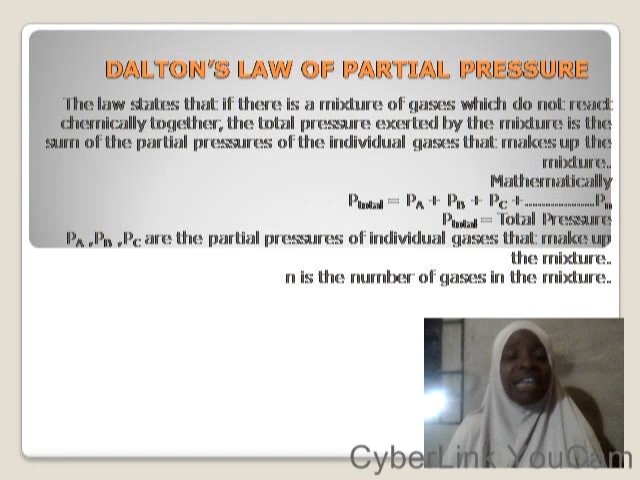 DALTON'S LAW OF PARTIAL PRESSURE
The law states that if there is a mixture of gases which do not react
chemically together, the total pressure exerted by the mixture is the
sum of the partial pressures of the individual gases that makes up the
mixture..
Mathematically
Ptotal = PA + PB + PC +......................Pn
Ptotal = Total Pressure
PA ,PB ,PC are the partial pressures of individual gases that make up
the mixture..
n is the number of gases in the mixture..
CyberLink YouCam